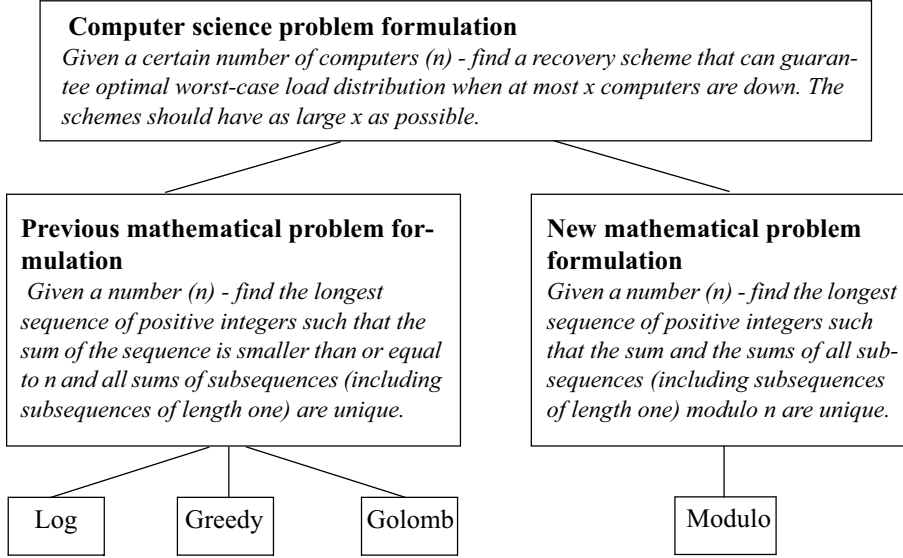 Computer science problem formulation
Given a certain number of computers (n) - find a recovery scheme that can guaran-
tee optimal worst-case load distribution when at most x computers are down. The
schemes should have as large x as possible.
Previous mathematical problem for-
mulation
Given a number (n) - find the longest
sequence of positive integers such that the
sum of the sequence is smaller than or equal
to n and all sums of subsequences (including
subsequences of length one) are unique.
New mathematical problem
formulation
Given a number (n) - find the longest
sequence of positive integers such
that the sum and the sums of all sub-
sequences (including subsequences
of length one) modulo n are unique.
Log
Greedy
Golomb
Modulo